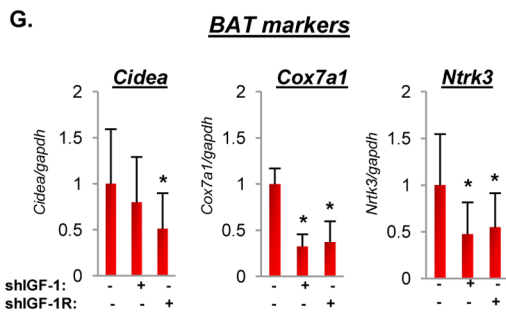 G.
BAT markers
Cidea
Cox7a1
Ntrk3
Cidea/gapdh
2
1.5
1
0.5
0
*
Cox7a1/gapdh
2
1.5
1
0.5
0
* *
Nrtk3/gapdh
2
1.5
1
0.5
0
* *
shIGF-1: - + - - + - - + -
shIGF-1R: - - + - - + - - +